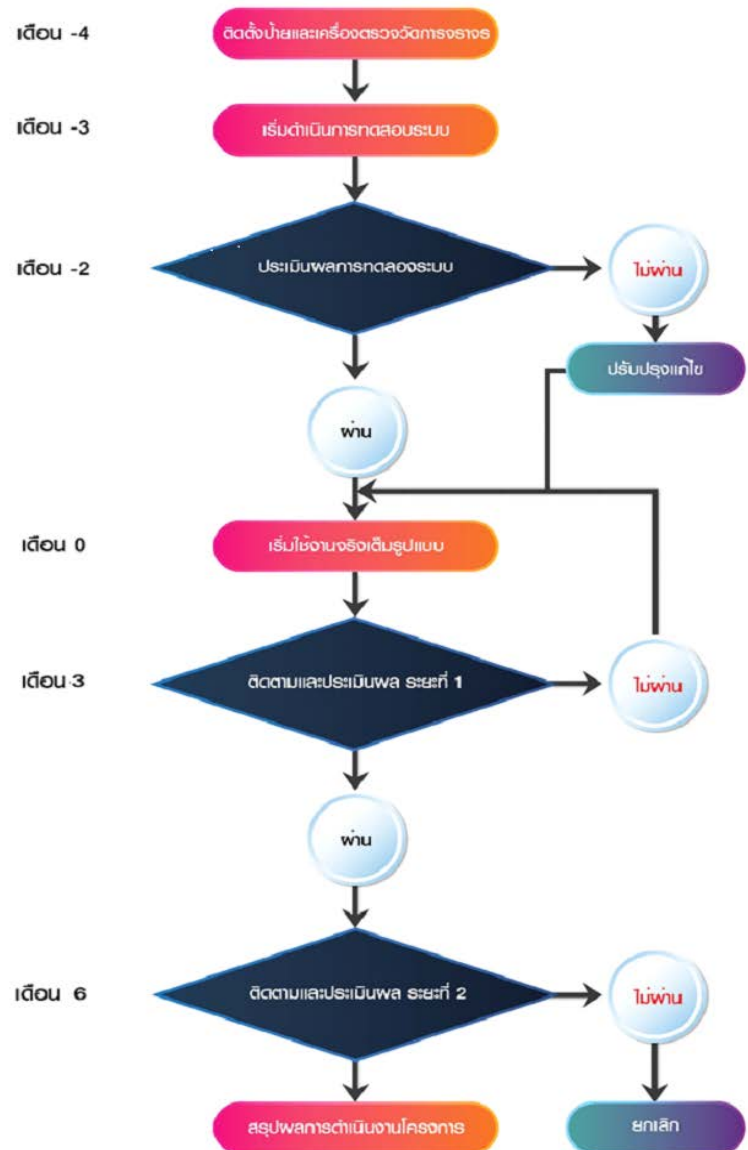 เดือน -4
ติดตั้งป้ายและเครื่องตรวจวัดการจราจร
เดือน -3
เริ่มดำเนินการทดสอบระบบ
เดือน -2
ประเมินผลการทดลองระบบ
ไม่ผ่าน
ปรับปรุงแก้ไข
ผ่าน
เดือน 0
เริ่มใช้งานจริงเต็มรูปแบบ
เดือน 3
ติดตามและประเมินผล ระยะที่ 1
ไม่ผ่าน
ผ่าน
เดือน 6
ติดตามและประเมินผล ระยะที่ 2
ไม่ผ่าน
สรุปผลการดำเนินงานโครงการ
ยกเลิก